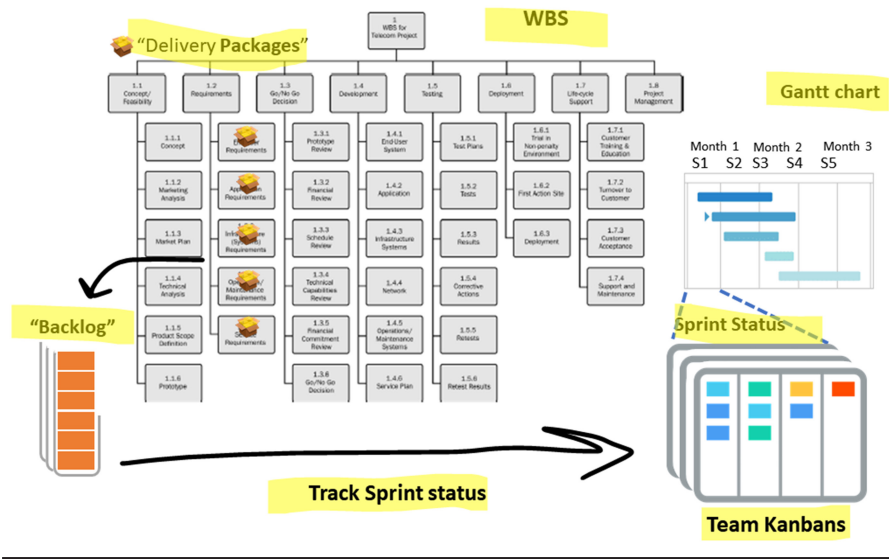 WBS
"Delivery Packages"
1
WBS for
Telecom Project
1.1
Concept/
Feasibility
1.2
Requirements
1.3
Go/No Go
Decision
1.4
Development
1.5
Testing
1.6
Deployment
1.7
Life-cycle
Support
1.8
Project
Management
Gantt chart
1.1.1
Concept
Requirements
1.3.1
Prototype
Review
1.4.1
End-User
System
1.5.1
Test Plans
1.6.1
Trial in
Non-penalty
Environment
1.7.1
Customer
Training &
Education
Month 1 Month 2 Month 3
S1 S2 S3 S4 S5
1.1.2
Marketing
Analysis
Requirements
1.3.2
Financial
Review
1.4.2
Application
1.5.2
Tests
1.6.2
First Action Site
1.7.2
Turnover to
Customer
1.1.3
Market Plan
Requirements
1.3.3
Schedule
Review
1.4.3
Infrastructure
Systems
1.5.3
Results
1.6.3
Deployment
1.7.3
Customer
Acceptance
1.1.4
Technical
Analysis
Requirements
1.3.4
Technical
Capabilities
Review
1.4.4
Network
1.5.4
Corrective
Actions
1.7.4
Support and
Maintenance
"Backlog"
1.1.5
Product Scope
Definition
Requirements
1.3.5
Financial
Commitment
Review
1.4.5
Operations/
Maintenance
Systems
1.5.5
Retests
Sprint Status
1.1.6
Prototype
1.3.6
Go/No Go
Decision
1.4.6
Service Plan
1.5.6
Retest Results
Track Sprint status
Team Kanbans